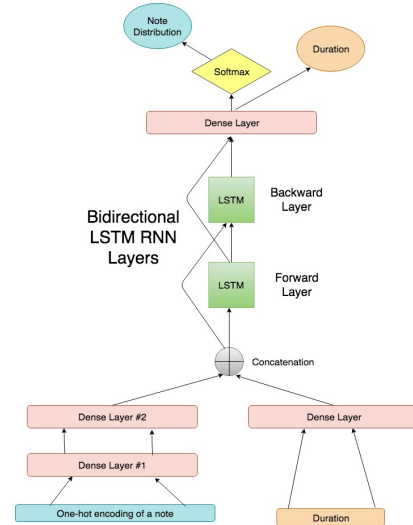 Note
Distribution
Duration
Softmax
Dense Layer
LSTM
Backward
Layer
Bidirectional
LSTM RNN
Layers
LSTM
Forward
Layer
Concatenation
Dense Layer #2
Dense Layer
Dense Layer #1
One-hot encoding of a note
Duration